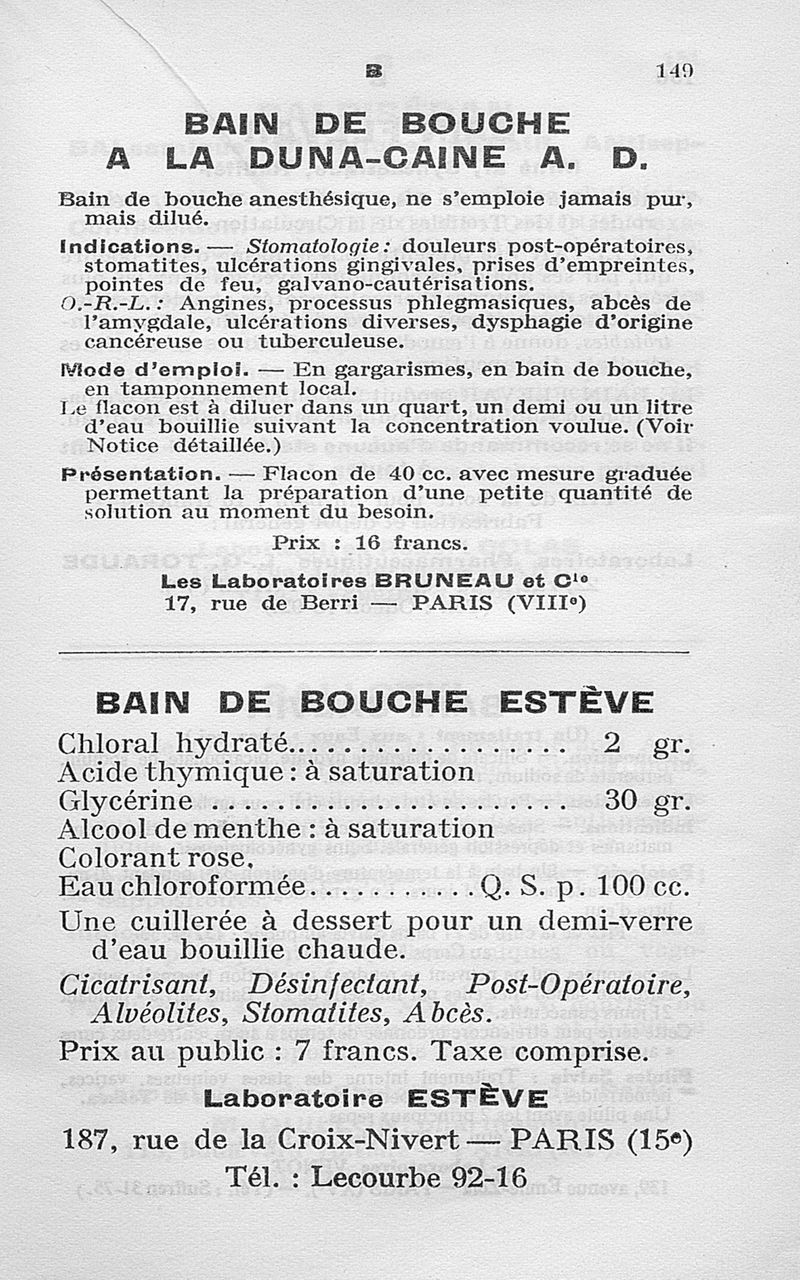 B 149
BAIN DE BOUCHE
A LA DUNA-CAINE A. D.
Bain de bouche anesthésique, ne s'emploie jamais pur,
mais dilué.
Indications. — Stomatologie : douleurs post-opératoires,
stomatites, ulcérations gingivales, prises d'empreintes,
pointes de feu, galvano-cautérisations.
O.-R.-L. : Angines, processus phlegmasiques, abcès de
l'amygdale, ulcérations diverses, dysphagie d'origine
cancéreuse ou tuberculeuse.
Mode d'emploi. — En gargarismes, en bain de bouche,
en tamponnement local.
Le flacon est à diluer dans un quart, un demi ou un litre
d'eau bouillie suivant la concentration voulue. (Voir
Notice détaillée.)
Présentation. — Flacon de 40 cc. avec mesure graduée
permettant la préparation d'une petite quantité de
solution au moment du besoin.
Prix : 16 francs.
Les Laboratoires BRUNEAU et Cie
17, rue de Berri — PARIS (VIIIe)
BAIN DE BOUCHE ESTÈVE
Chloral hydraté.................. 2 gr.
Acide thymique : à saturation
Glycérine ........................ 30 gr.
Alcool de menthe : à saturation
Colorant rose.
Eau chloroformée........... Q. S. p. 100 cc.
Une cuillerée à dessert pour un demi-verre
d'eau bouillie chaude.
Cicatrisant, Désinfectant, Post-Opératoire,
Alvéolites, Stomatites, Abcès.
Prix au public : 7 francs. Taxe comprise.
Laboratoire ESTÈVE
187, rue de la Croix-Nivert — PARIS (15e)
Tél. : Lecourbe 92-16